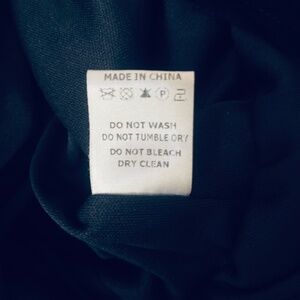 MADE IN CHINA
P
DO NOT WASH
DO NOT TUMBLE DRY
DO NOT BLEACH
DRY CLEAN